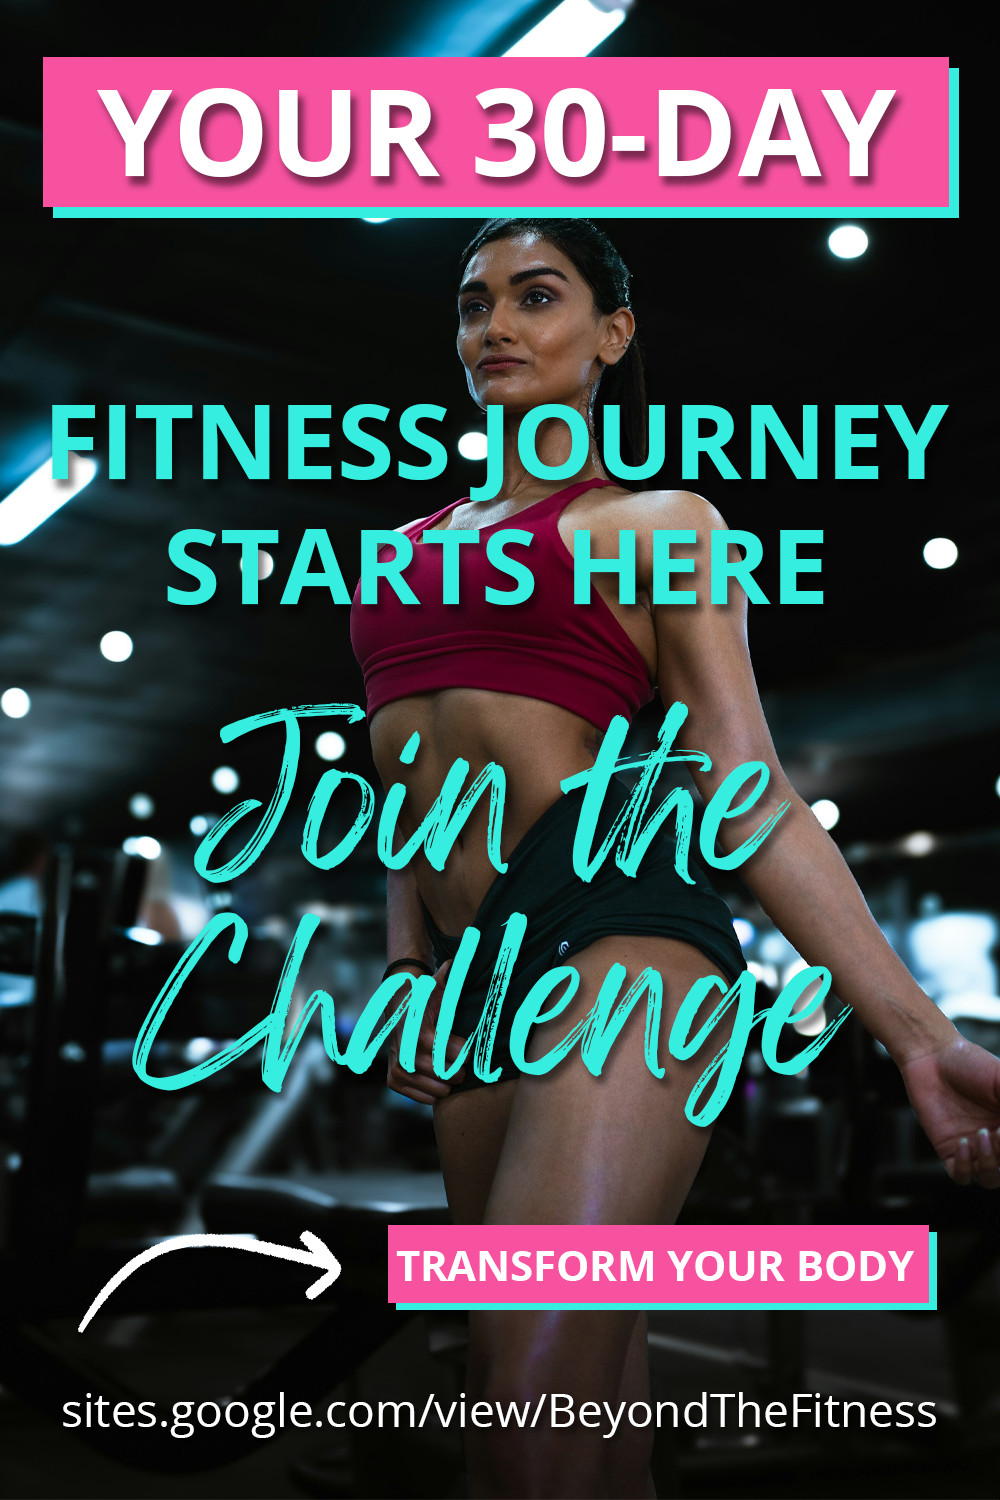 YOUR 30-DAY
FITNESS JOURNEY
STARTS HERE
Join the
Challenge
TRANSFORM YOUR BODY
sites.google.com/view/BeyondTheFitness